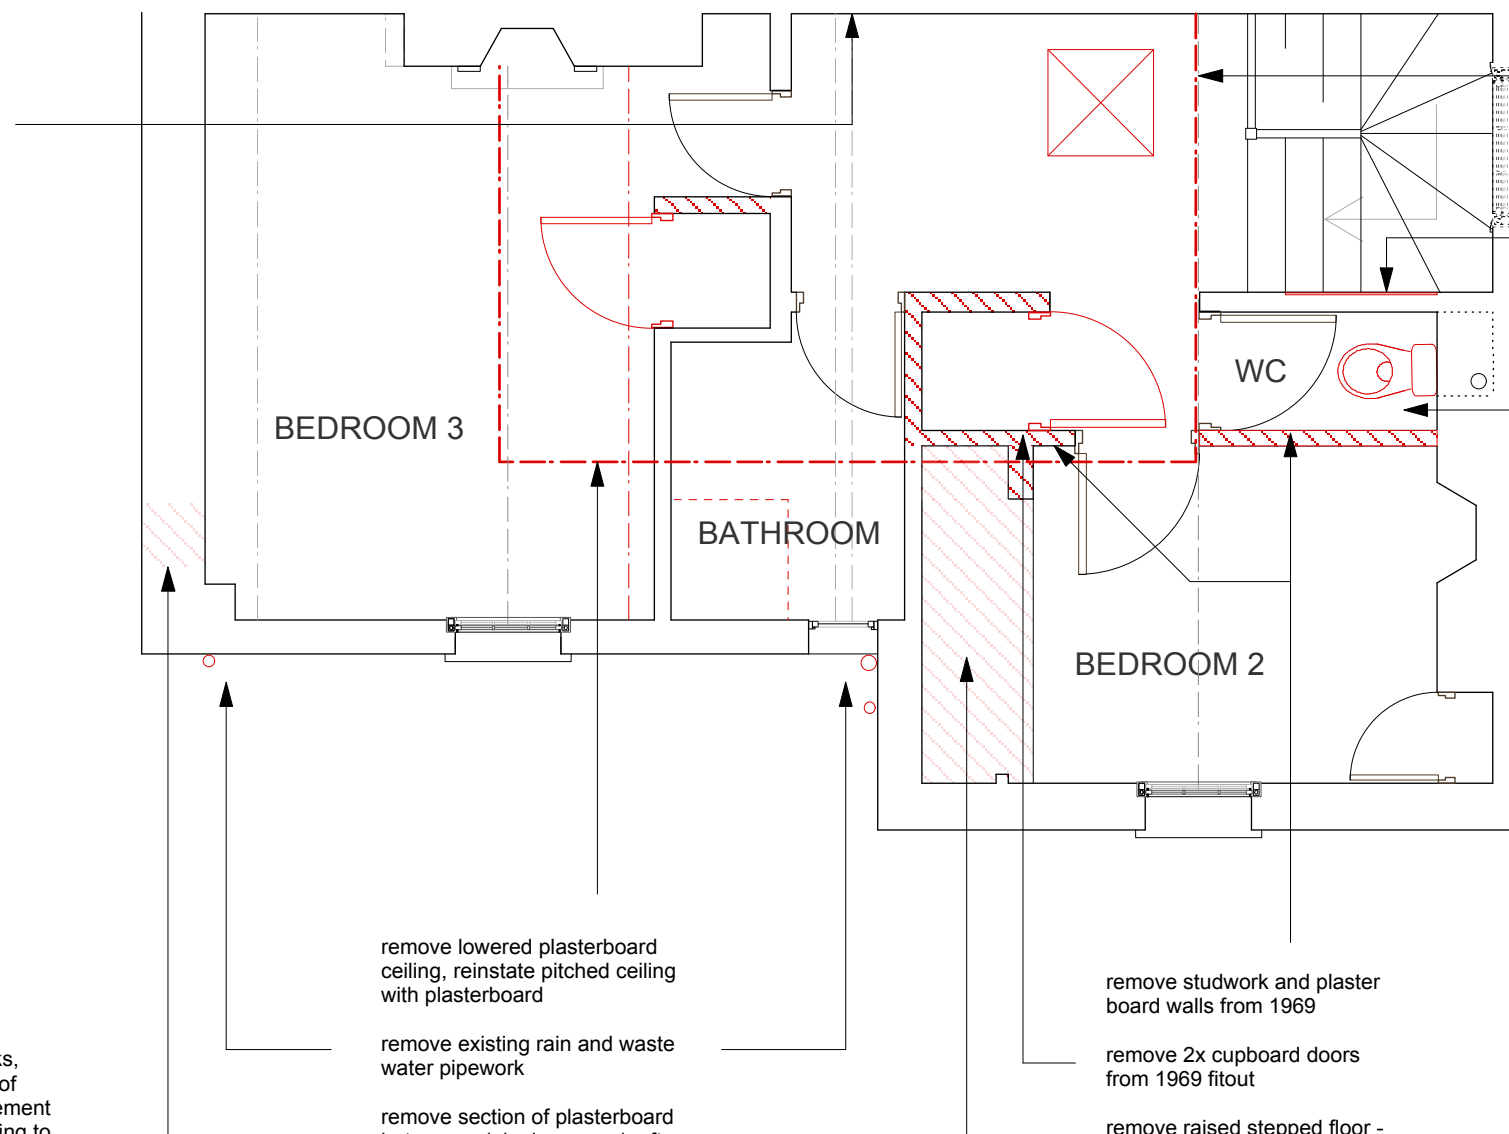 WC
BEDROOM 3
BATHROOM
BEDROOM 2
remove lowered plasterboard
ceiling, reinstate pitched ceiling
with plasterboard
remove existing rain and waste
water pipework
remove section of plasterboard
remove studwork and plaster
board walls from 1969
remove 2x cupboard doors
from 1969 fitout
remove raised stepped floor -
of